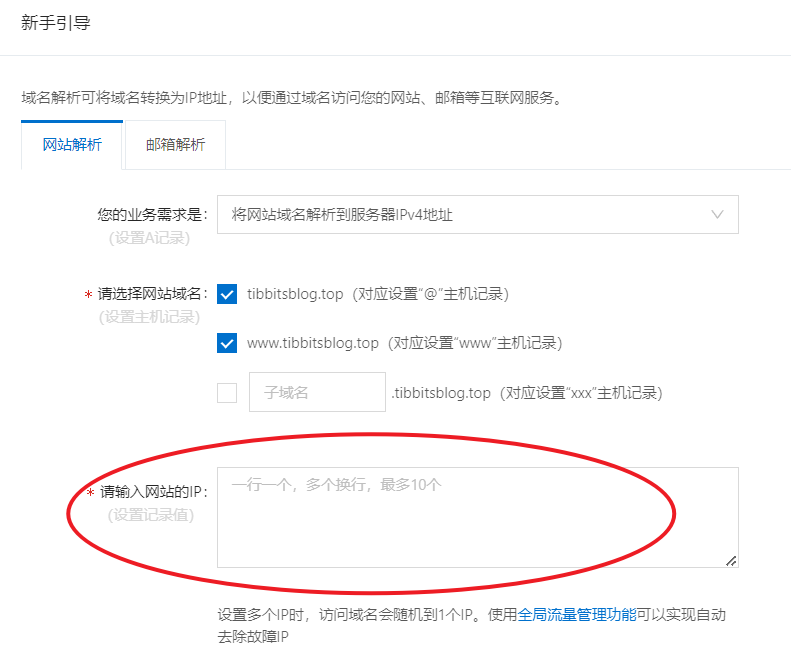 新手引导
域名解析可将域名转换为IP地址，以便通过域名访问您的网站、邮箱等互联网服务。
网站解析 邮箱解析
您的业务需求是： 将网站域名解析到服务器IPv4地址
(设置A记录)
* 请选择网站域名： tibbitsblog.top（对应设置“@”主机记录）
(设置主机记录)
www.tibbitsblog.top（对应设置“www”主机记录）
子域名 .tibbitsblog.top（对应设置“xxx”主机记录）
* 请输入网站的IP： 一行一个，多个换行，最多10个
(设置记录值)
设置多个IP时，访问域名会随机到1个IP。使用全局流量管理功能可以实现自动
去除故障IP